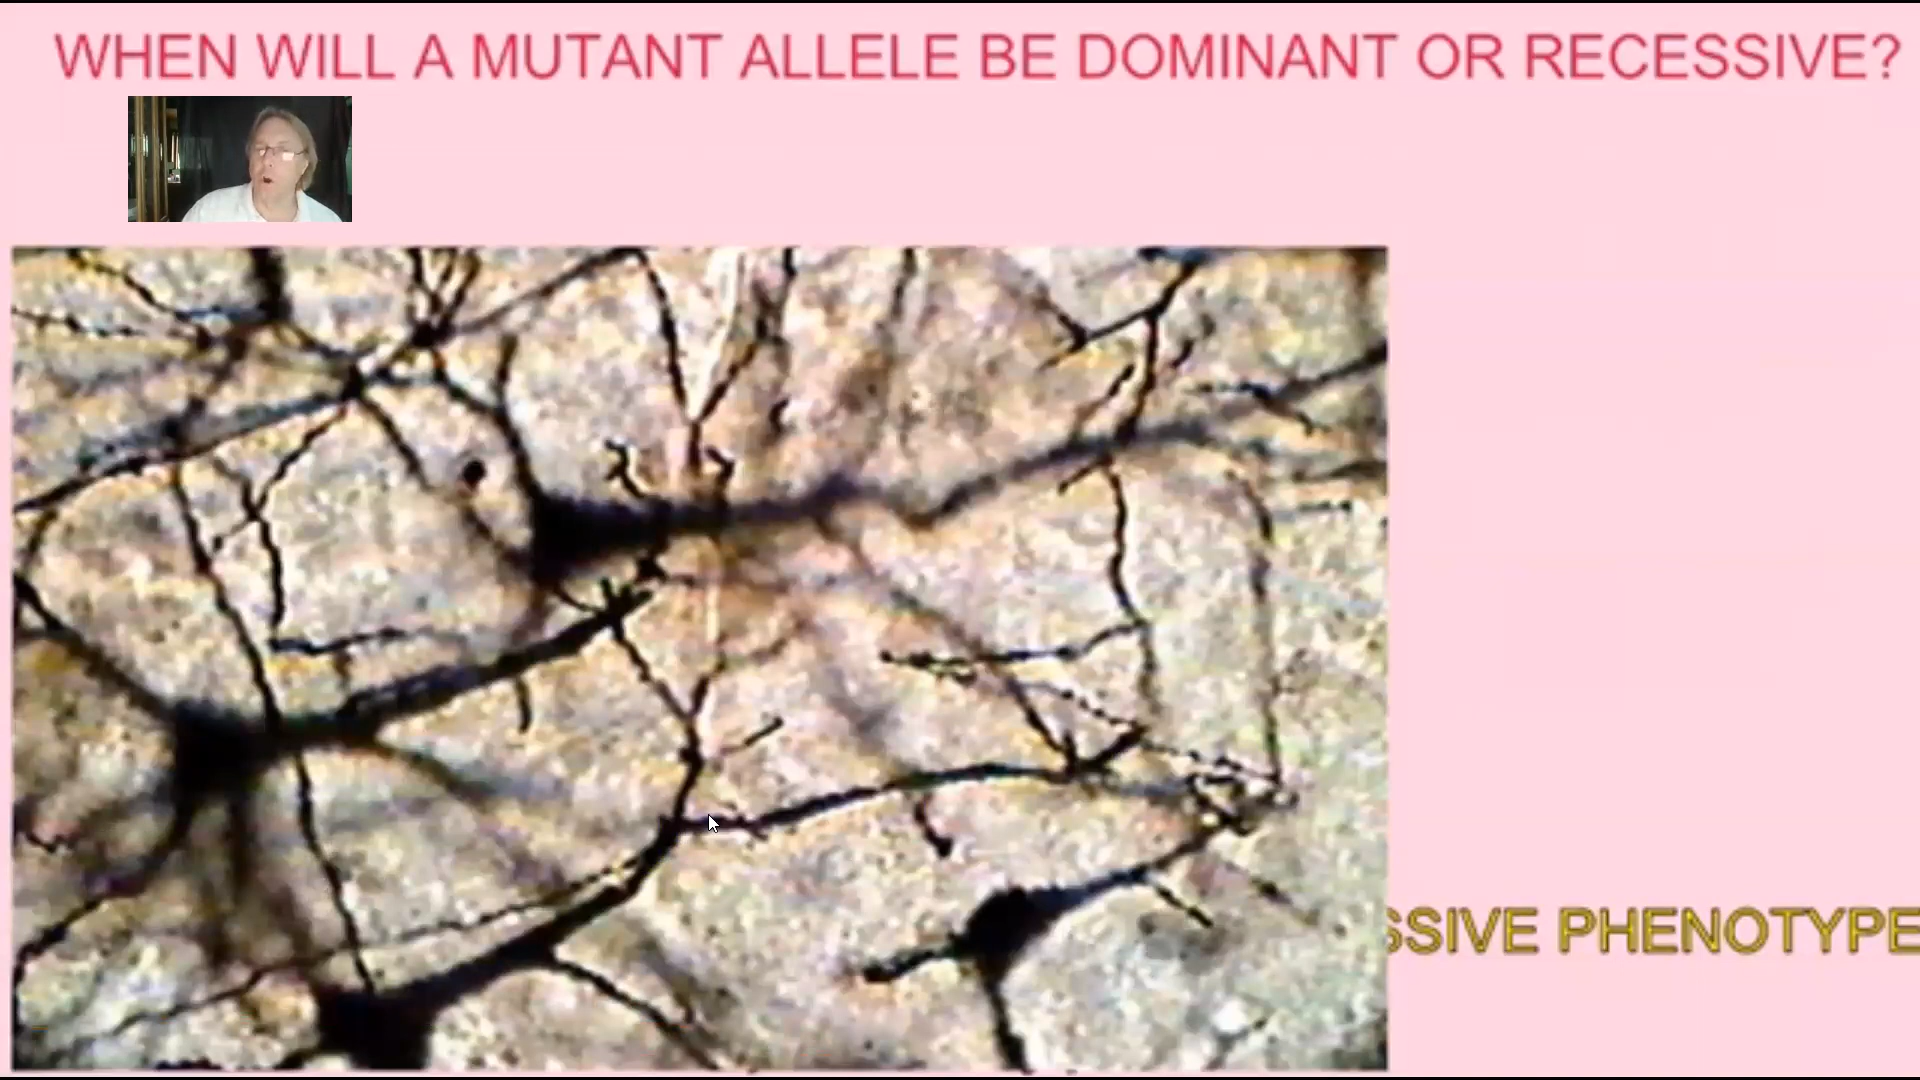 WHEN WILL A MUTANT ALLELE BE DOMINANT OR RECESSIVE?
SSIVE PHENOTYPE